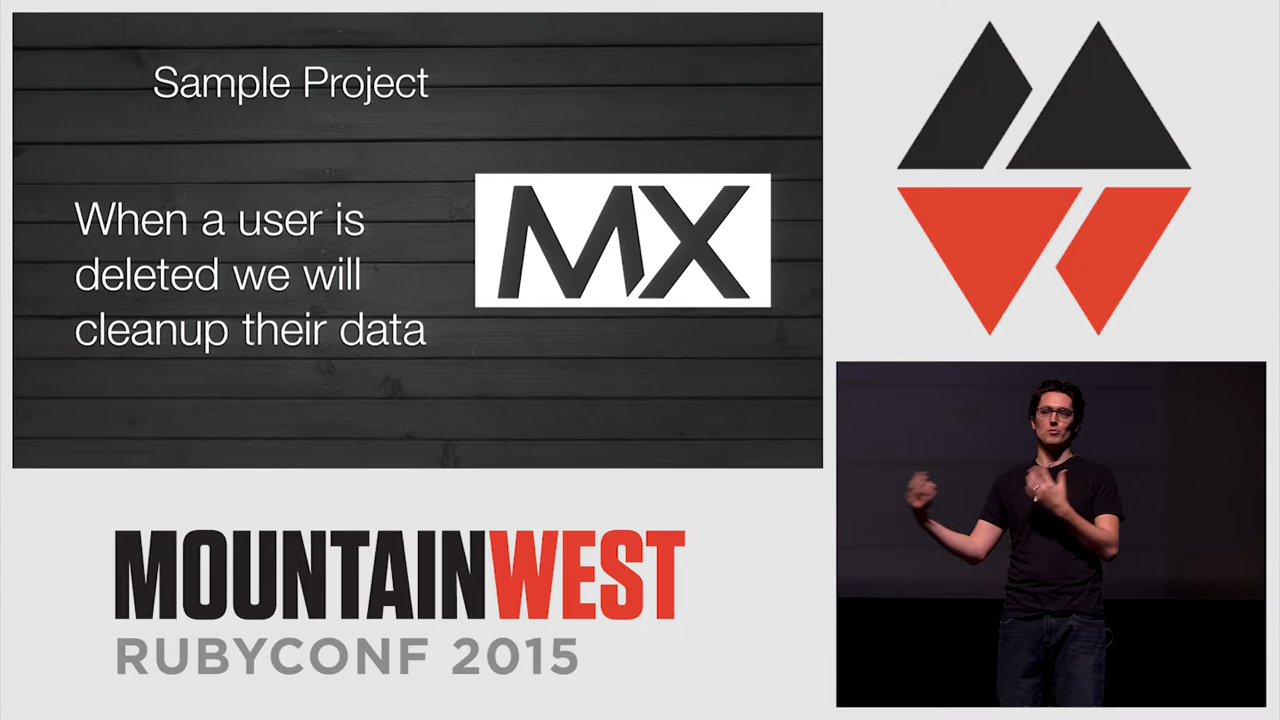 Sample Project
When a user is
deleted we will
cleanup their data
MX
MOUNTAINWEST
RUBYCONF 2015